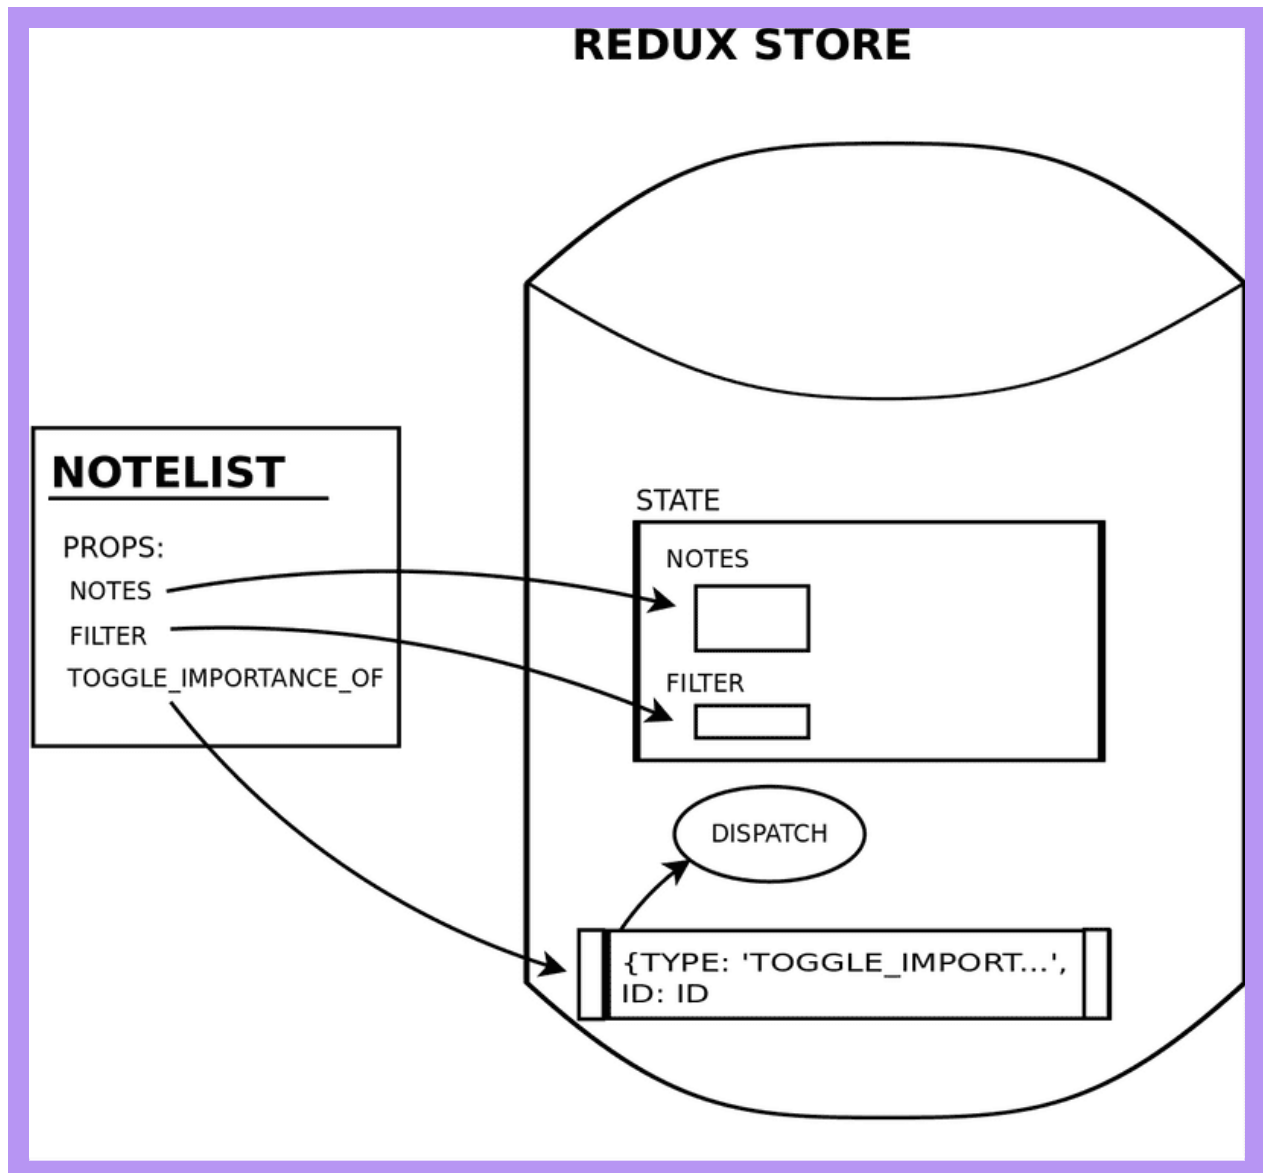 REDUX STORE
NOTELIST
PROPS:
NOTES
FILTER
TOGGLE_IMPORTANCE_OF
STATE
NOTES
FILTER
DISPATCH
{TYPE: 'TOGGLE_IMPORT...',
ID: ID